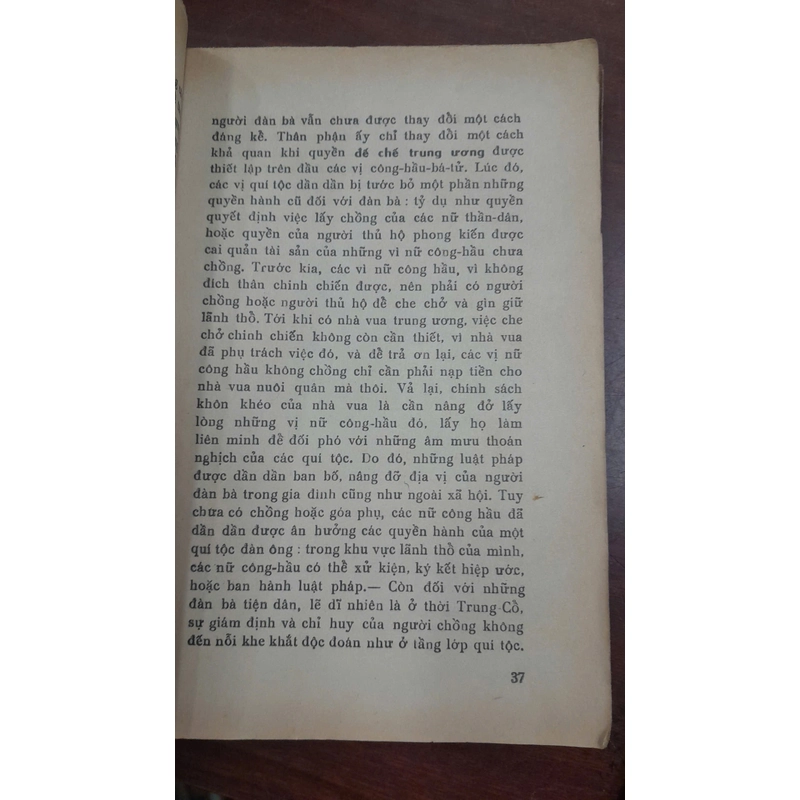 người đàn bà vẫn chưa được thay đổi một cách
đáng kể. Thân phận ấy chỉ thay đổi một cách
khả quan khi quyền đế chế trung ương được
thiết lập trên đầu các vị công-hầu-bá-tử. Lúc đó,
các vị quí tộc dần dần bị tước bỏ một phần những
quyền hành cũ đối với đàn bà : tỷ dụ như quyền
quyết định việc lấy chồng của các nữ thần-dân,
hoặc quyền của người thủ hộ phong kiến được
cai quản tài sản của những vì nữ công-hầu chưa
chồng. Trước kia, các vì nữ công hầu, vì không
đích thàn chinh chiến được, nên phải có người
chồng hoặc người thủ hộ để che chở và gìn giữ
lãnh thổ. Tới khi có nhà vua trung ương, việc che
chở chinh chiến không còn cần thiết, vì nhà vua
đã phụ trách việc đó, và để trả ơn lại, các vị nữ
công hầu không chồng chỉ cần phải nạp tiền cho
nhà vua nuôi quân mà thôi. Vả lại, chính sách
khôn khéo của nhà vua là cần nâng đở lấy
lòng những vị nữ công-hầu đó, lấy họ làm
liên minh để đối phó với những âm mưu thoán
nghịch của các quí tộc. Do đó, những luật pháp
được dần dần ban bố, nâng đỡ địa vị của người
đàn bà trong gia đình cũng như ngoài xã hội. Tuy
chưa có chồng hoặc góa phụ, các nữ công hầu đã
dần dần được ân hưởng các quyền hành của một
quí tộc đàn ông : trong khu vực lãnh thổ của mình,
các nữ công-hầu có thể xử kiện, ký kết hiệp ước,
hoặc ban hành luật pháp.— Còn đối với những
đàn bà tiện dân, lẽ dĩ nhiên là ở thời Trung-Cổ,
sự giám định và chỉ huy của người chồng không
đến nỗi khe khắt độc đoán như ở tầng lớp quí tộc.
37